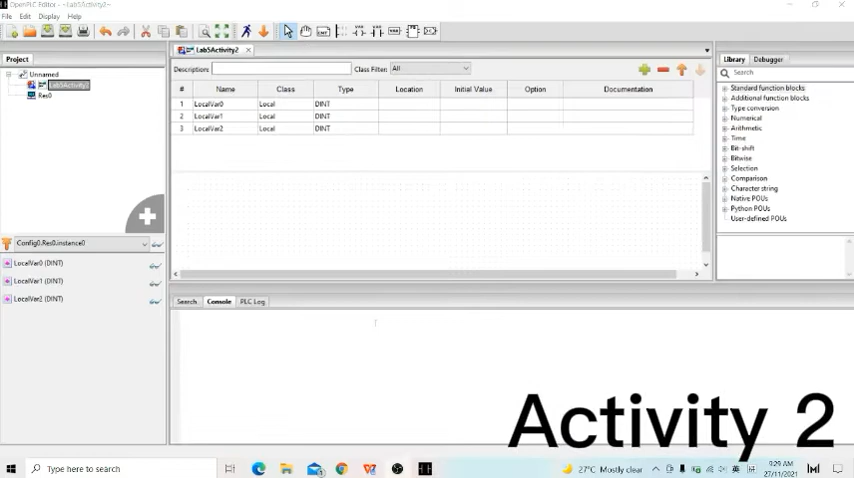 OpenPLC Editor - ~Lab5Activity2~
File Edit Display Help
Project
Unnamed
Lab5Activity2
Res0
Config0.Res0.instance0
LocalVar0 (DINT)
LocalVar1 (DINT)
LocalVar2 (DINT)
Lab5Activity2
Description: Class Filter: All
# Name Class Type Location Initial Value Option Documentation
1 LocalVar0 Local DINT
2 LocalVar1 Local DINT
3 LocalVar2 Local DINT
Search Console PLC Log
Library Debugger
Search
Standard function blocks
Additional function blocks
Type conversion
Numerical
Arithmetic
Time
Bit-shift
Bitwise
Selection
Comparison
Character string
Native POUs
Python POUs
User-defined POUs
Activity 2
Type here to search
27°C Mostly clear
英
9:29 AM
27/11/2021